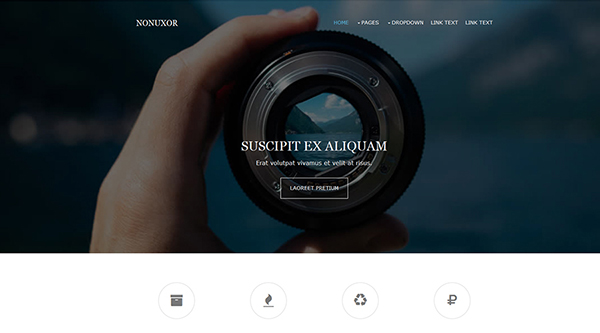 NONUXOR
HOME PAGES DROPDOWN LINK TEXT LINK TEXT
SUSCIPIT EX ALIQUAM
Erat volutpat vivamus et velit at risus.
LAOREET PRETIUM